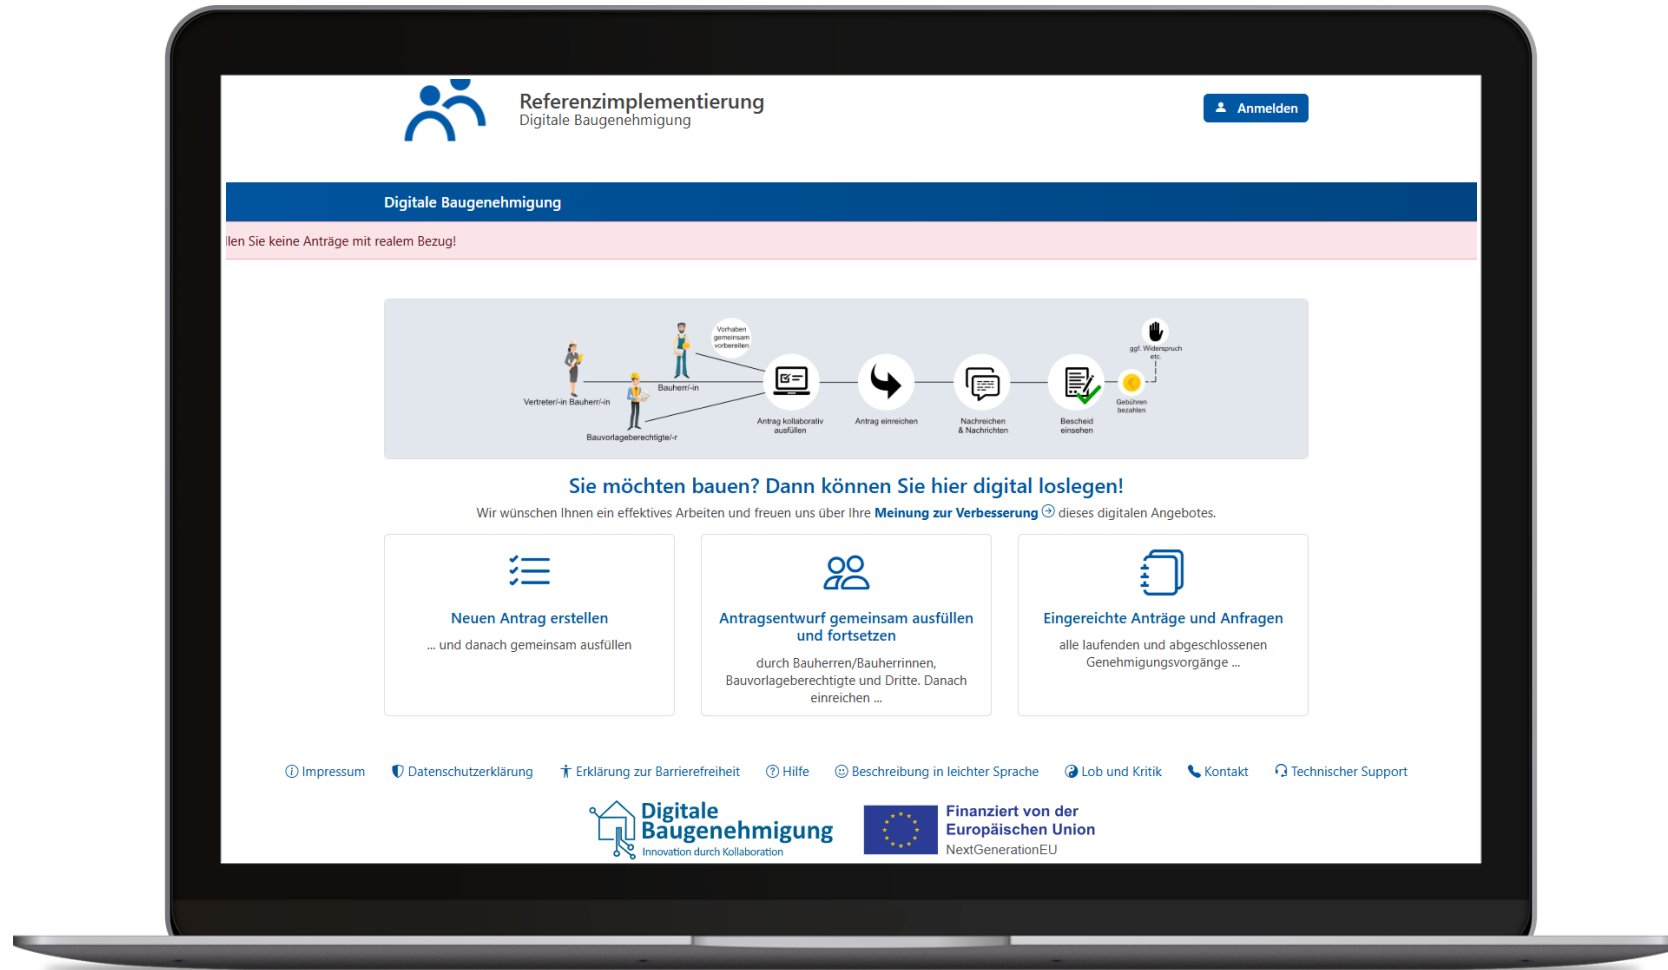 Referenzimplementierung
Digitale Baugenehmigung
Anmelden
Digitale Baugenehmigung
llen Sie keine Anträge mit realem Bezug!
Vorhaben
gemeinsam
vorbereiten
ggf. Widerspruch
etc.
Bauherr/-in
Vertreter/-in Bauherr/-in
Gebühren
bezahlen
Antrag kollaborativ
ausfüllen
Antrag einreichen
Nachreichen
& Nachrichten
Bescheid
einsehen
Bauvorlageberechtigte/-r
Sie möchten bauen? Dann können Sie hier digital loslegen!
Wir wünschen Ihnen ein effektives Arbeiten und freuen uns über Ihre Meinung zur Verbesserung dieses digitalen Angebotes.
Neuen Antrag erstellen
... und danach gemeinsam ausfüllen
Antragsentwurf gemeinsam ausfüllen
und fortsetzen
durch Bauherren/Bauherrinnen,
Bauvorlageberechtigte und Dritte. Danach
einreichen ...
Eingereichte Anträge und Anfragen
alle laufenden und abgeschlossenen
Genehmigungsvorgänge ...
Impressum Datenschutzerklärung Erklärung zur Barrierefreiheit Hilfe Beschreibung in leichter Sprache Lob und Kritik Kontakt Technischer Support
Digitale
Baugenehmigung
Innovation durch Kollaboration
Finanziert von der
Europäischen Union
NextGenerationEU